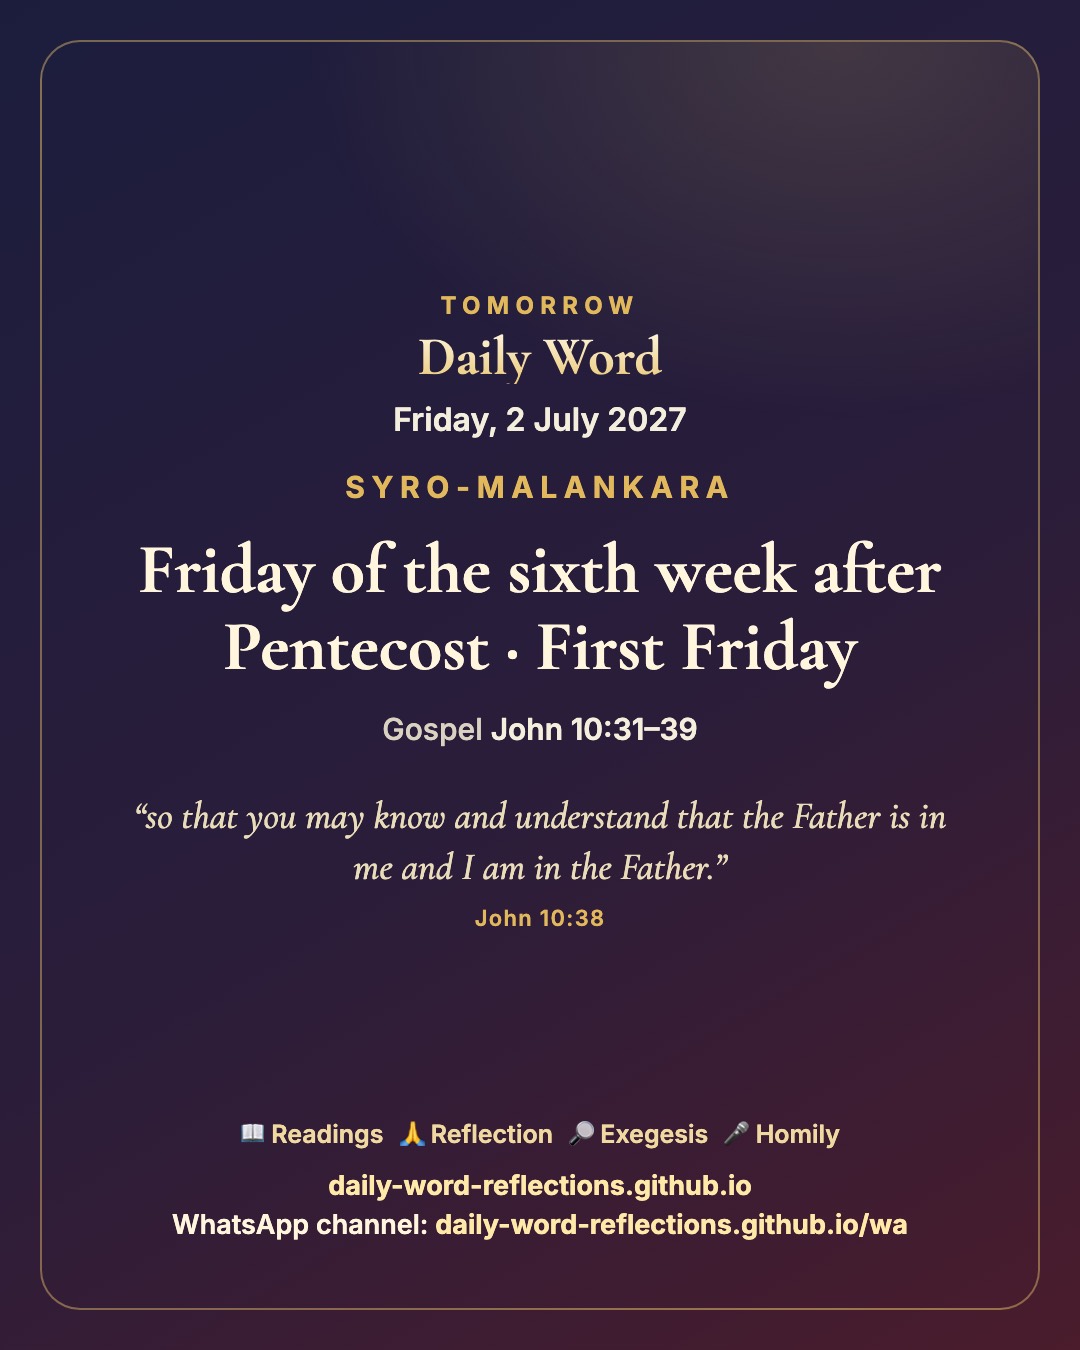 TOMORROW
Daily Word
Friday, 2 July 2027
SYRO-MALANKARA
Friday of the sixth week after
Pentecost · First Friday
Gospel John 10:31–39
“so that you may know and understand that the Father is in
me and I am in the Father.”
John 10:38
📖 Readings 🙏 Reflection 🔎 Exegesis 🎤 Homily
daily-word-reflections.github.io
WhatsApp channel: daily-word-reflections.github.io/wa